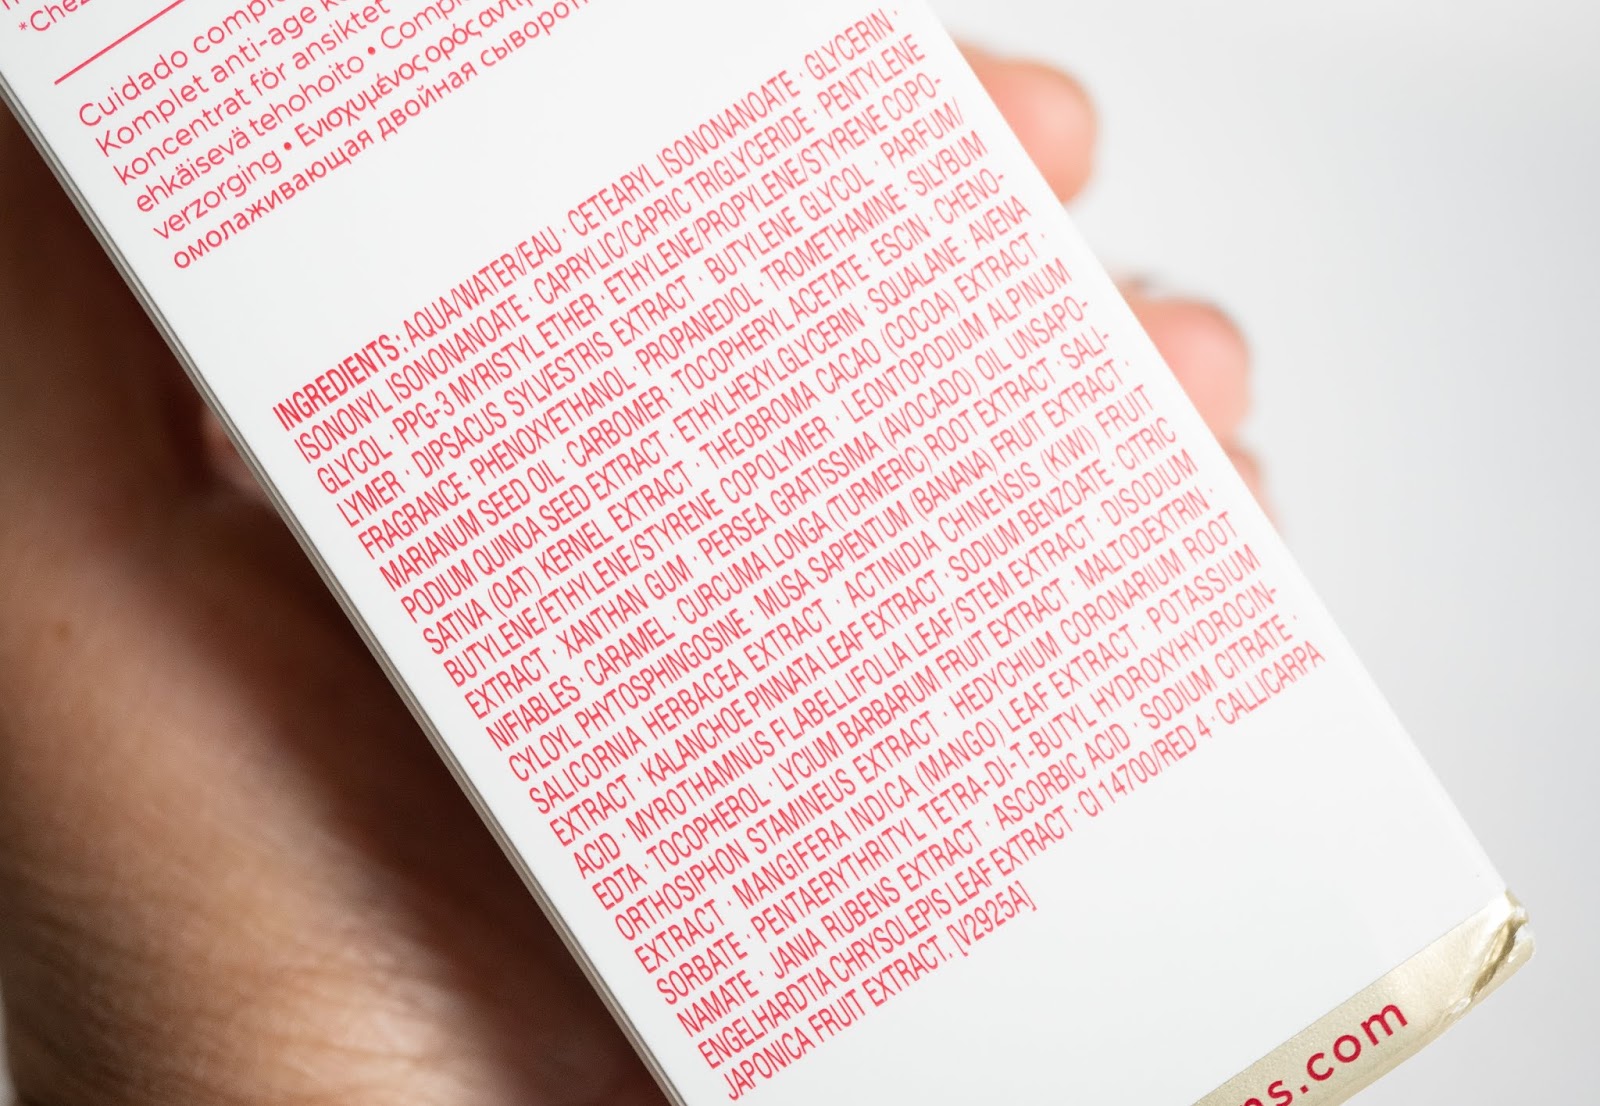 *Chez
Cuidado comple
Komplet anti-age k
koncentrat för ansiktet • Comple
ehkäisevä tehohoito • Ενισχυμένος ορός αντι
verzorging •
омолаживающая двойная сыворот
INGREDIENTS: AQUA/WATER/EAU · CETEARYL ISONONANOATE · GLYCERIN ·
ISONONYL ISONONANOATE · CAPRYLIC/CAPRIC TRIGLYCERIDE · PENTYLENE
GLYCOL · PPG-3 MYRISTYL ETHER · ETHYLENE/PROPYLENE/STYRENE COPO-
LYMER · DIPSACUS SYLVESTRIS EXTRACT · BUTYLENE GLYCOL · PARFUM/
FRAGRANCE · PHENOXYETHANOL · PROPANEDIOL · TROMETHAMINE · SILYBUM
MARIANUM SEED OIL · CARBOMER · TOCOPHERYL ACETATE · ESCIN · CHENO-
PODIUM QUINOA SEED EXTRACT · ETHYLHEXYLGLYCERIN · SQUALANE · AVENA
SATIVA (OAT) KERNEL EXTRACT · THEOBROMA CACAO (COCOA) EXTRACT ·
BUTYLENE/ETHYLENE/STYRENE COPOLYMER · LEONTOPODIUM ALPINUM
EXTRACT · XANTHAN GUM · PERSEA GRATISSIMA (AVOCADO) OIL UNSAPO-
NIFIABLES · CARAMEL · CURCUMA LONGA (TURMERIC) ROOT EXTRACT · SALI-
CYLOYL PHYTOSPHINGOSINE · MUSA SAPIENTUM (BANANA) FRUIT EXTRACT ·
SALICORNIA HERBACEA EXTRACT · ACTINIDIA CHINENSIS (KIWI) FRUIT
EXTRACT · KALANCHOE PINNATA LEAF EXTRACT · SODIUM BENZOATE · CITRIC
ACID · MYROTHAMNUS FLABELLIFOLIA LEAF/STEM EXTRACT · DISODIUM
EDTA · TOCOPHEROL · LYCIUM BARBARUM FRUIT EXTRACT · MALTODEXTRIN ·
ORTHOSIPHON STAMINEUS EXTRACT · HEDYCHIUM CORONARIUM ROOT
EXTRACT · MANGIFERA INDICA (MANGO) LEAF EXTRACT · POTASSIUM
SORBATE · PENTAERYTHRITYL TETRA-DI-T-BUTYL HYDROXYHYDROCIN-
NAMATE · JANIA RUBENS EXTRACT · ASCORBIC ACID · SODIUM CITRATE ·
ENGELHARDTIA CHRYSOLEPIS LEAF EXTRACT · CI 14700/RED 4 · CALLICARPA
JAPONICA FRUIT EXTRACT. [V2925A]
ns.com